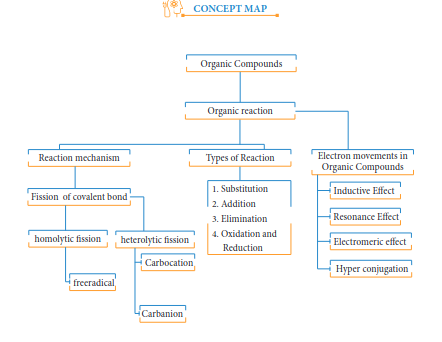 CONCEPT MAP
Organic Compounds
Organic reaction
Reaction mechanism
Types of Reaction
Electron movements in
Organic Compounds
Fission of covalent bond
1. Substitution
2. Addition
3. Elimination
4. Oxidation and
Reduction
Inductive Effect
Resonance Effect
Electromeric effect
Hyper conjugation
homolytic fission
heterolytic fission
freeradical
Carbocation
Carbanion